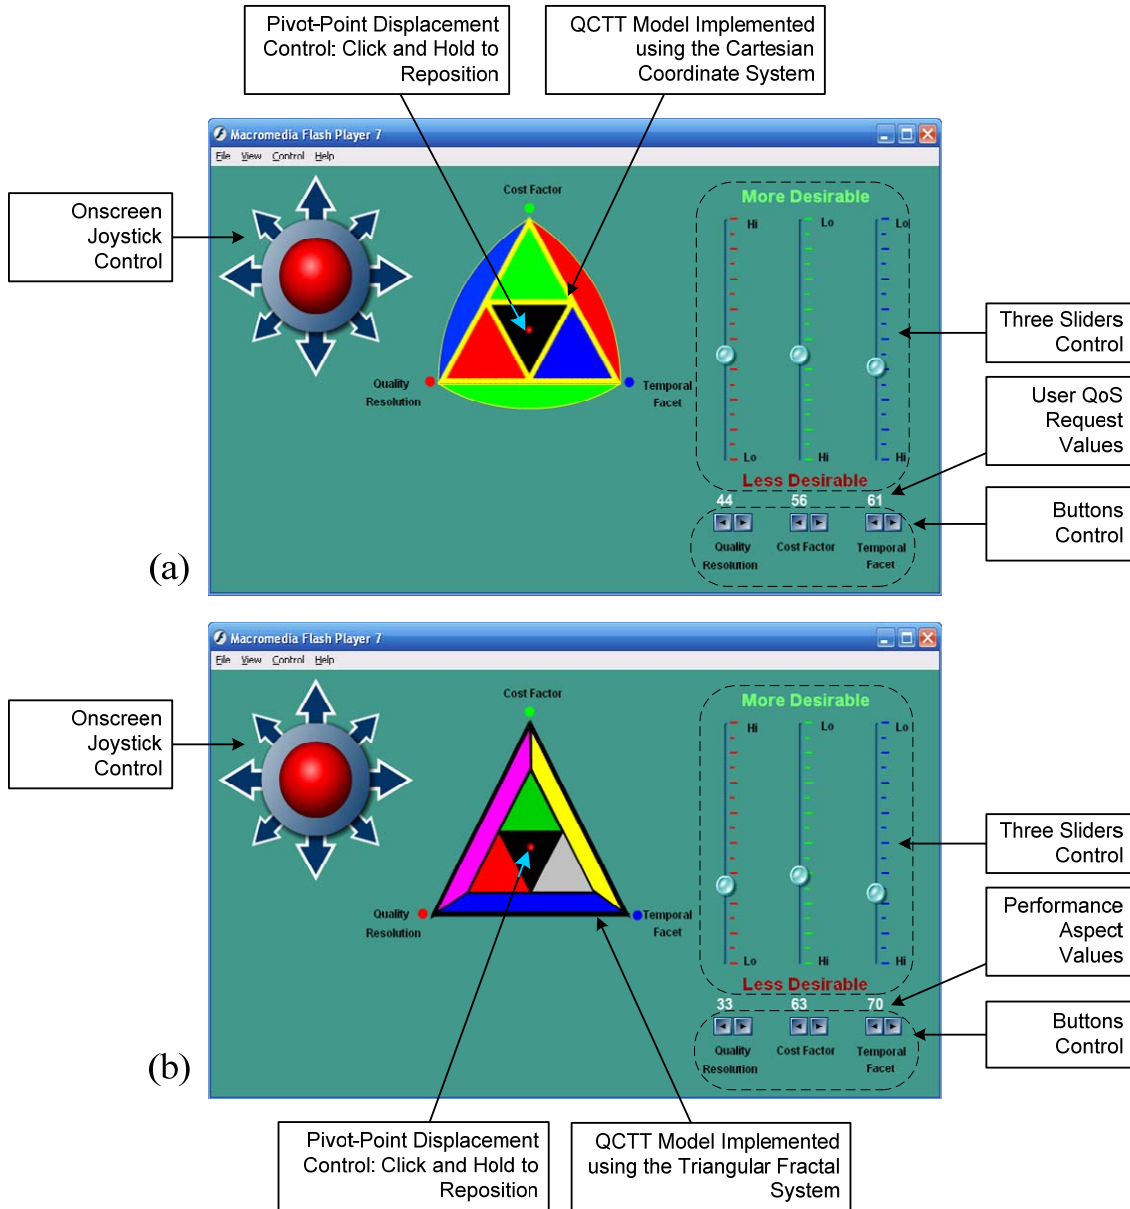 Pivot-Point Displacement
Control: Click and Hold to
Reposition
QCTT Model Implemented
using the Cartesian
Coordinate System
Macromedia Flash Player 7
File View Control Help
Onscreen
Joystick
Control
Cost Factor
Quality
Resolution
Temporal
Facet
More Desirable
Hi Lo Lo
Lo Hi Hi
Less Desirable
44 56 61
Quality
Resolution
Cost Factor
Temporal
Facet
Three Sliders
Control
User QoS
Request
Values
Buttons
Control
(a)
Macromedia Flash Player 7
File View Control Help
Onscreen
Joystick
Control
Cost Factor
Quality
Resolution
Temporal
Facet
More Desirable
Hi Lo Lo
Lo Hi Hi
Less Desirable
33 63 70
Quality
Resolution
Cost Factor
Temporal
Facet
Three Sliders
Control
Performance
Aspect
Values
Buttons
Control
(b)
Pivot-Point Displacement
Control: Click and Hold to
Reposition
QCTT Model Implemented
using the Triangular Fractal
System